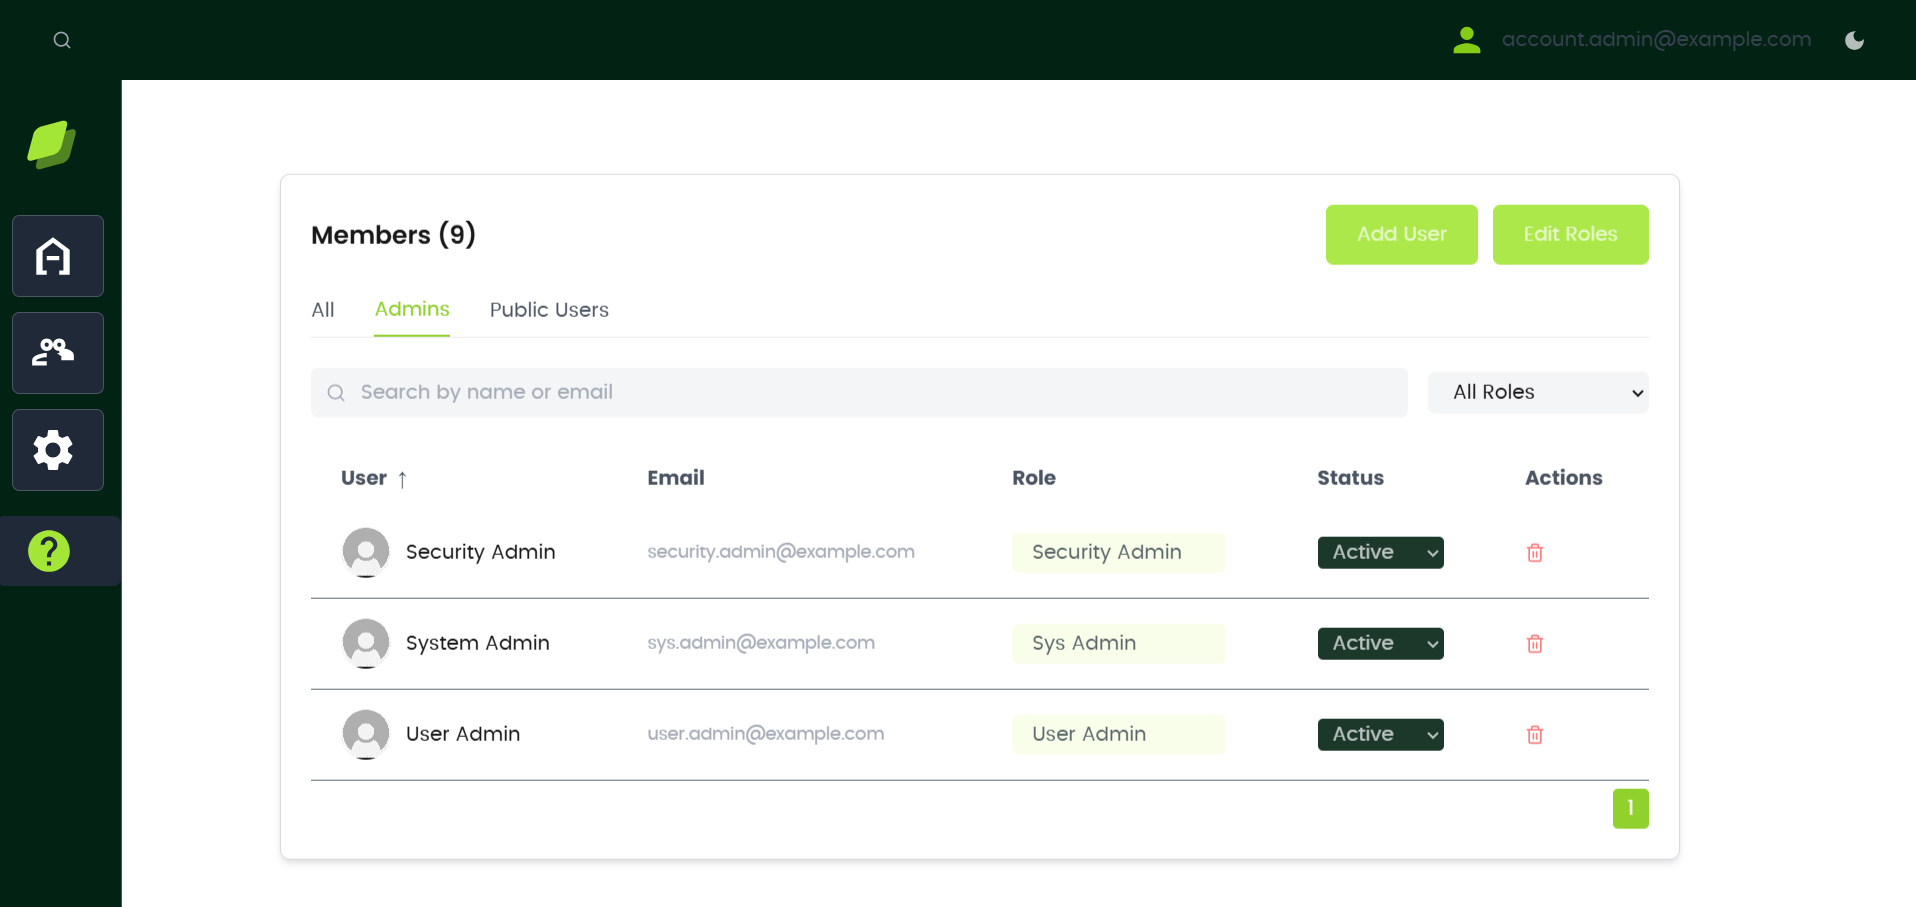 account.admin@example.com
Members (9)
Add User
Edit Roles
All
Admins
Public Users
Search by name or email
All Roles
User ↑
Email
Role
Status
Actions
Security Admin
security.admin@example.com
Security Admin
Active
System Admin
sys.admin@example.com
Sys Admin
Active
User Admin
user.admin@example.com
User Admin
Active
1